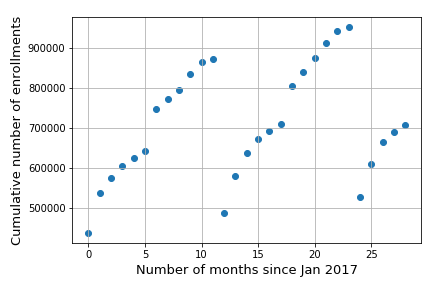 Cumulative number of enrollments
900000
800000
700000
600000
500000
0 5 10 15 20 25
Number of months since Jan 2017